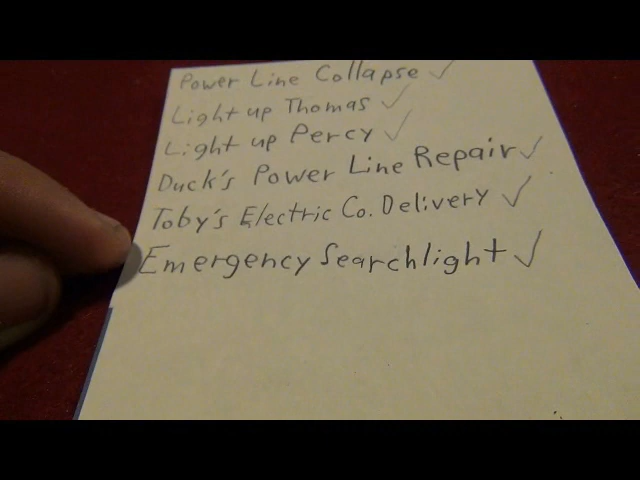 Power Line Collapse ✓
Light up Thomas ✓
Light up Percy ✓
Duck's Power Line Repair ✓
Toby's Electric Co. Delivery ✓
Emergency Searchlight ✓